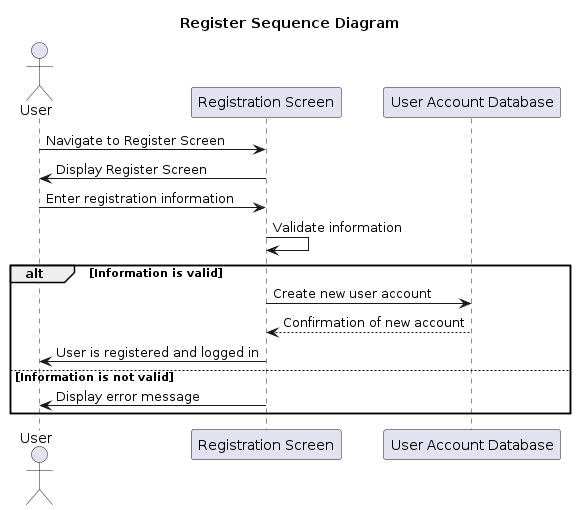 Register Sequence Diagram
User
Registration Screen
User Account Database
Navigate to Register Screen
Display Register Screen
Enter registration information
Validate information
alt
[Information is valid]
Create new user account
Confirmation of new account
User is registered and logged in
[Information is not valid]
Display error message
User
Registration Screen
User Account Database